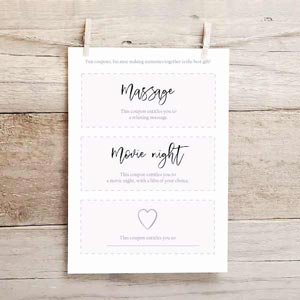 Fun coupons, because making memories together is the best gift!
Massage
This coupon entitles you to
a relaxing massage.
Movie night
This coupon entitles you to
a movie night, with a film of your choice.
This coupon entitles you to